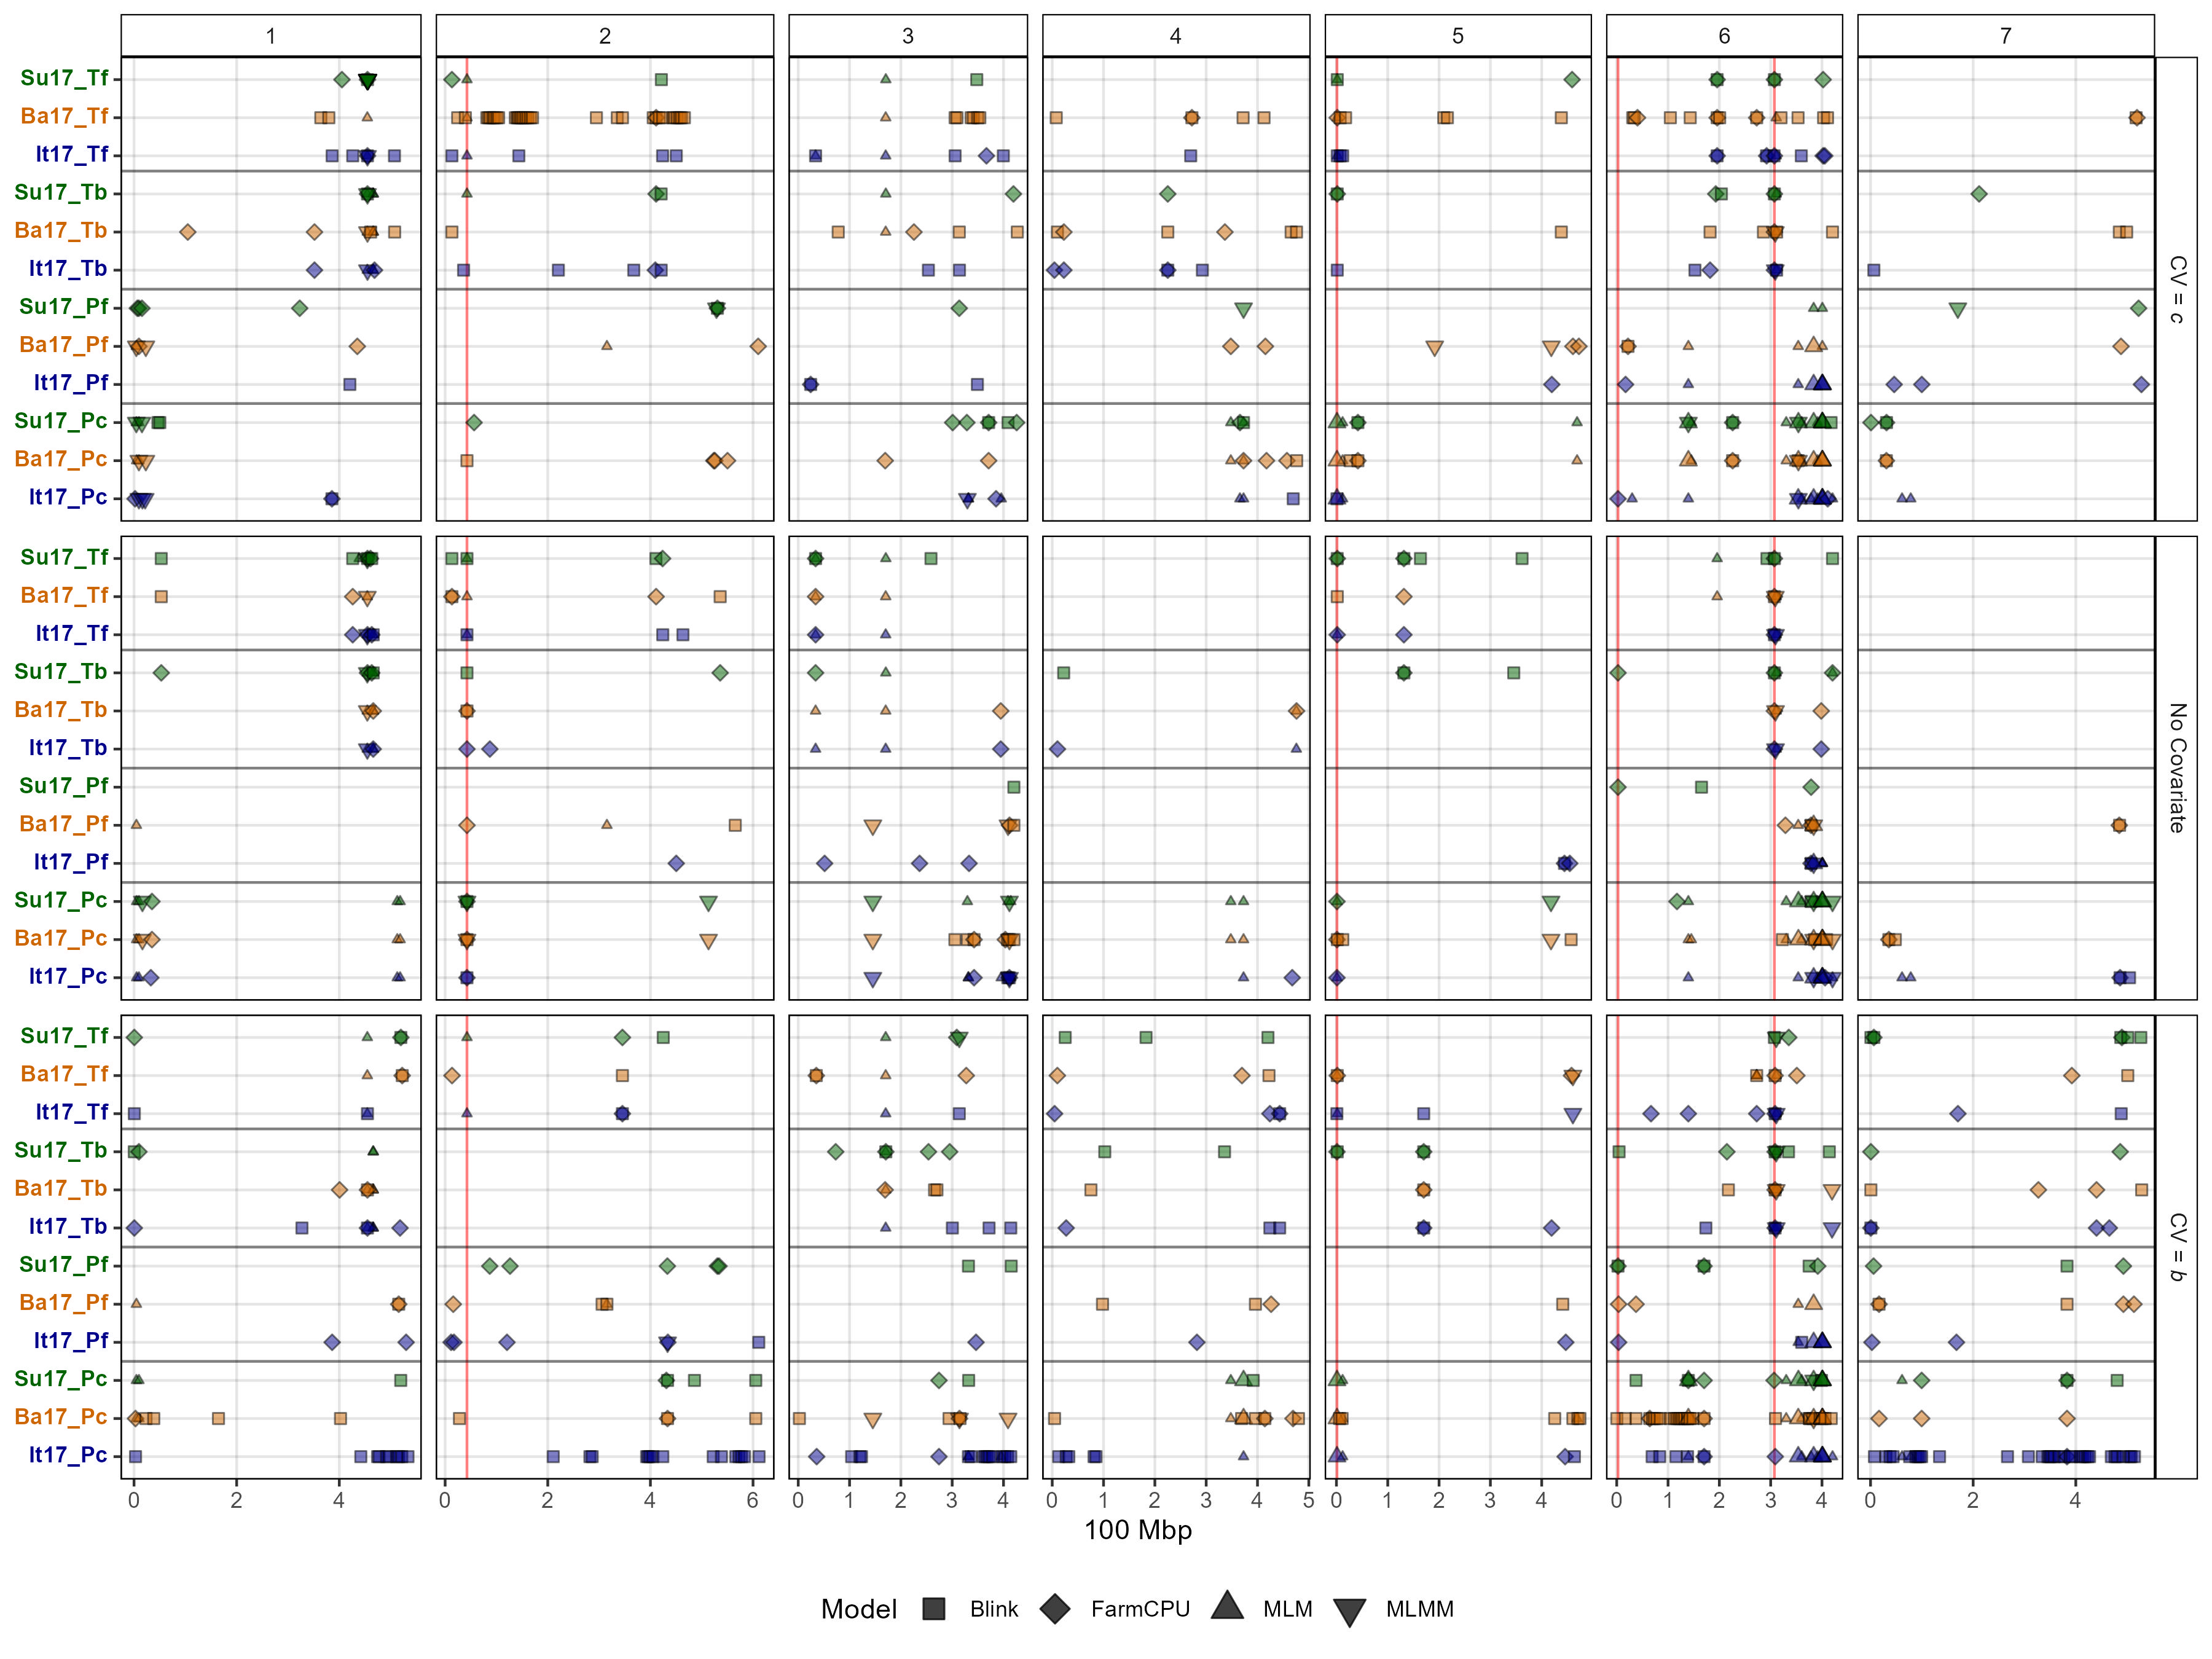 1 2 3 4 5 6 7
Su17_Tf
Ba17_Tf
It17_Tf
Su17_Tb
Ba17_Tb
It17_Tb
Su17_Pf
Ba17_Pf
It17_Pf
Su17_Pc
Ba17_Pc
It17_Pc
CV = c
Su17_Tf
Ba17_Tf
It17_Tf
Su17_Tb
Ba17_Tb
It17_Tb
Su17_Pf
Ba17_Pf
It17_Pf
Su17_Pc
Ba17_Pc
It17_Pc
No Covariate
Su17_Tf
Ba17_Tf
It17_Tf
Su17_Tb
Ba17_Tb
It17_Tb
Su17_Pf
Ba17_Pf
It17_Pf
Su17_Pc
Ba17_Pc
It17_Pc
CV = b
0 2 4 0 2 4 6 0 1 2 3 4 0 1 2 3 4 5 0 1 2 3 4 0 1 2 3 4 0 2 4
100 Mbp
Model Blink FarmCPU MLM MLMM